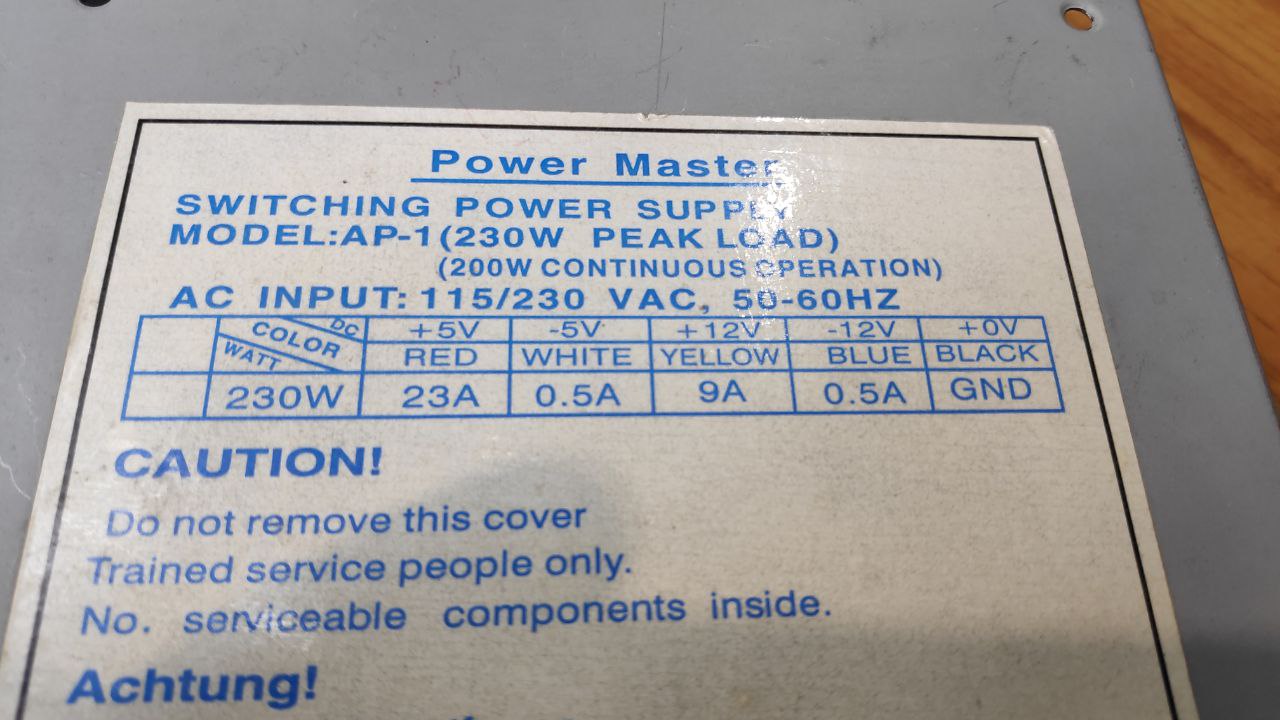 Power Master
SWITCHING POWER SUPPLY
MODEL:AP-1(230W PEAK LOAD)
(200W CONTINUOUS OPERATION)
AC INPUT: 115/230 VAC, 50-60HZ
DC COLOR WATT +5V -5V +12V -12V +0V
RED WHITE YELLOW BLUE BLACK
230W 23A 0.5A 9A 0.5A GND
CAUTION!
Do not remove this cover
Trained service people only.
No. serviceable components inside.
Achtung!